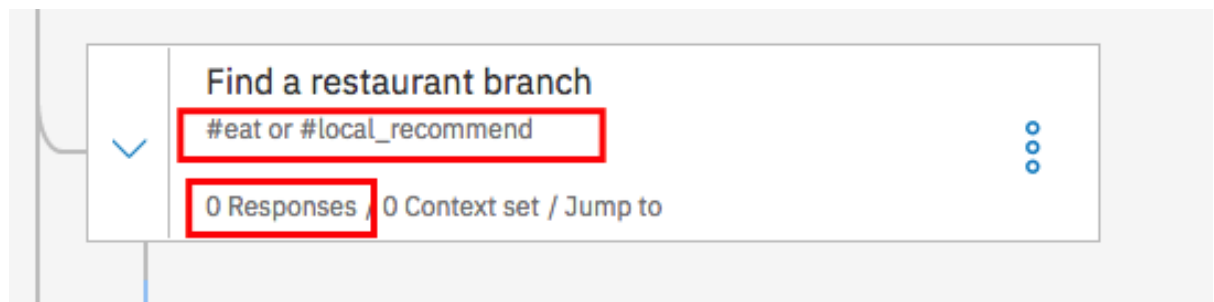 Find a restaurant branch
#eat or #local_recommend
0 Responses / 0 Context set / Jump to